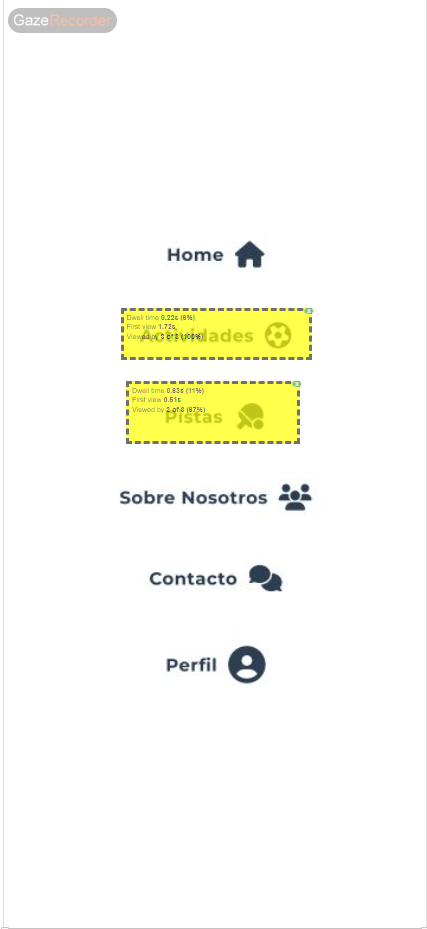 GazeRecorder
Home
Dwell time 0.22s (6%)
First view 1.72s
Viewed by 3 of 3 (100%)
Actividades
Dwell time 0.63s (11%)
First view 0.51s
Viewed by 2 of 3 (67%)
Pistas
Sobre Nosotros
Contacto
Perfil